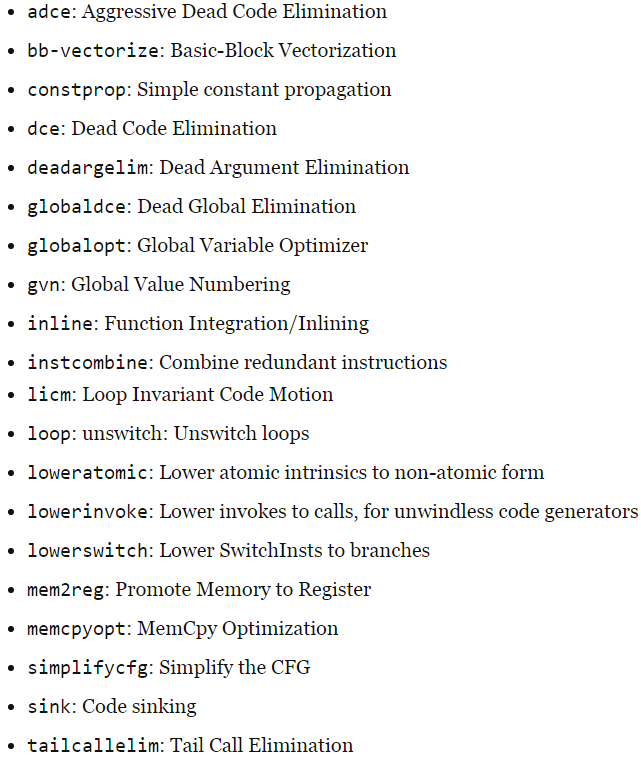 • adce: Aggressive Dead Code Elimination
• bb-vectorize: Basic-Block Vectorization
• constprop: Simple constant propagation
• dce: Dead Code Elimination
• deadargelim: Dead Argument Elimination
• globaldce: Dead Global Elimination
• globalopt: Global Variable Optimizer
• gvn: Global Value Numbering
• inline: Function Integration/Inlining
• instcombine: Combine redundant instructions
• licm: Loop Invariant Code Motion
• loop: unswitch: Unswitch loops
• loweratomic: Lower atomic intrinsics to non-atomic form
• lowerinvoke: Lower invokes to calls, for unwindless code generators
• lowerswitch: Lower SwitchInsts to branches
• mem2reg: Promote Memory to Register
• memcpyopt: MemCpy Optimization
• simplifycfg: Simplify the CFG
• sink: Code sinking
• tailcallelim: Tail Call Elimination